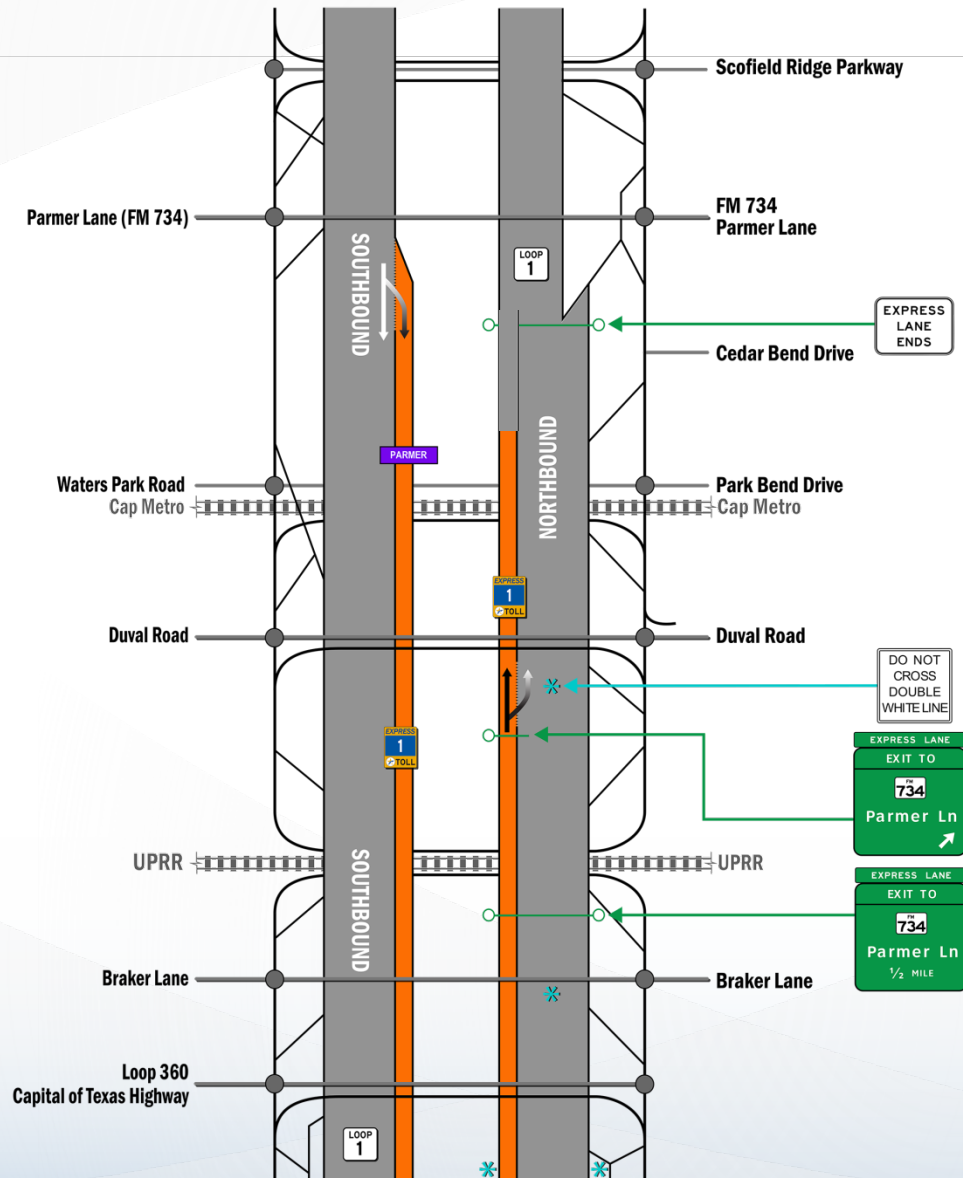 Scofield Ridge Parkway
Parmer Lane (FM 734)
FM 734
Parmer Lane
SOUTHBOUND
LOOP
1
EXPRESS
LANE
ENDS
Cedar Bend Drive
PARMER
NORTHBOUND
Waters Park Road
Park Bend Drive
Cap Metro
Cap Metro
EXPRESS
1
TOLL
Duval Road
Duval Road
DO NOT
CROSS
DOUBLE
WHITE LINE
EXPRESS
1
TOLL
EXPRESS LANE
EXIT TO
FM
734
Parmer Ln
UPRR
UPRR
SOUTHBOUND
EXPRESS LANE
EXIT TO
FM
734
Parmer Ln
1/2 MILE
Braker Lane
Braker Lane
Loop 360
Capital of Texas Highway
LOOP
1